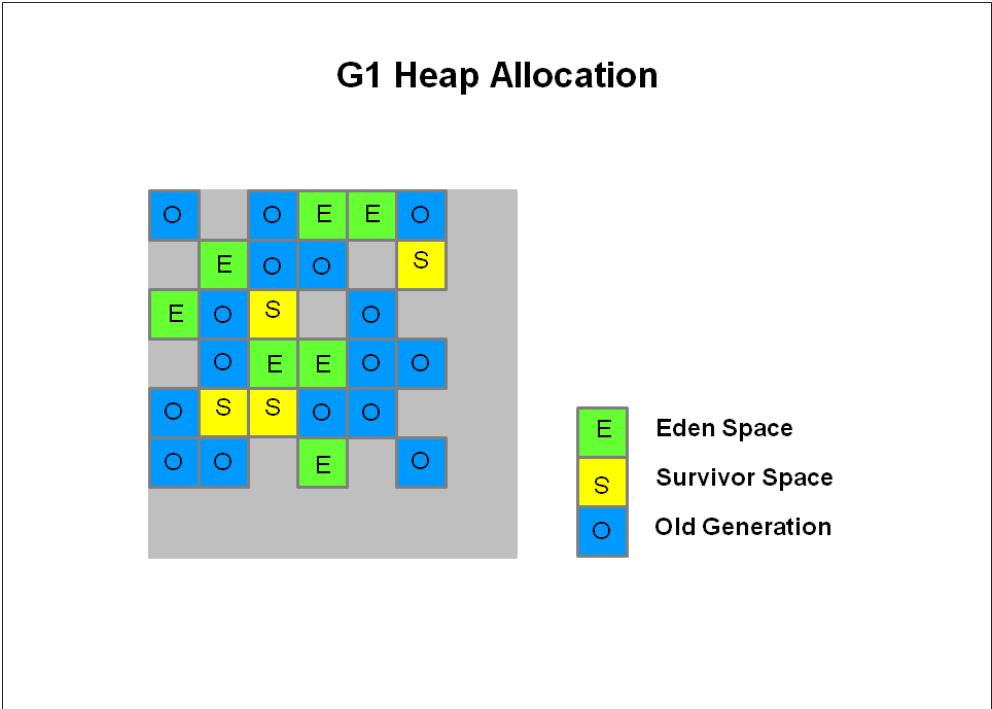 G1 Heap Allocation
O O E E O
E O O S
E O S O
O E E O O
O S S O O
O O E O
E Eden Space
S Survivor Space
O Old Generation